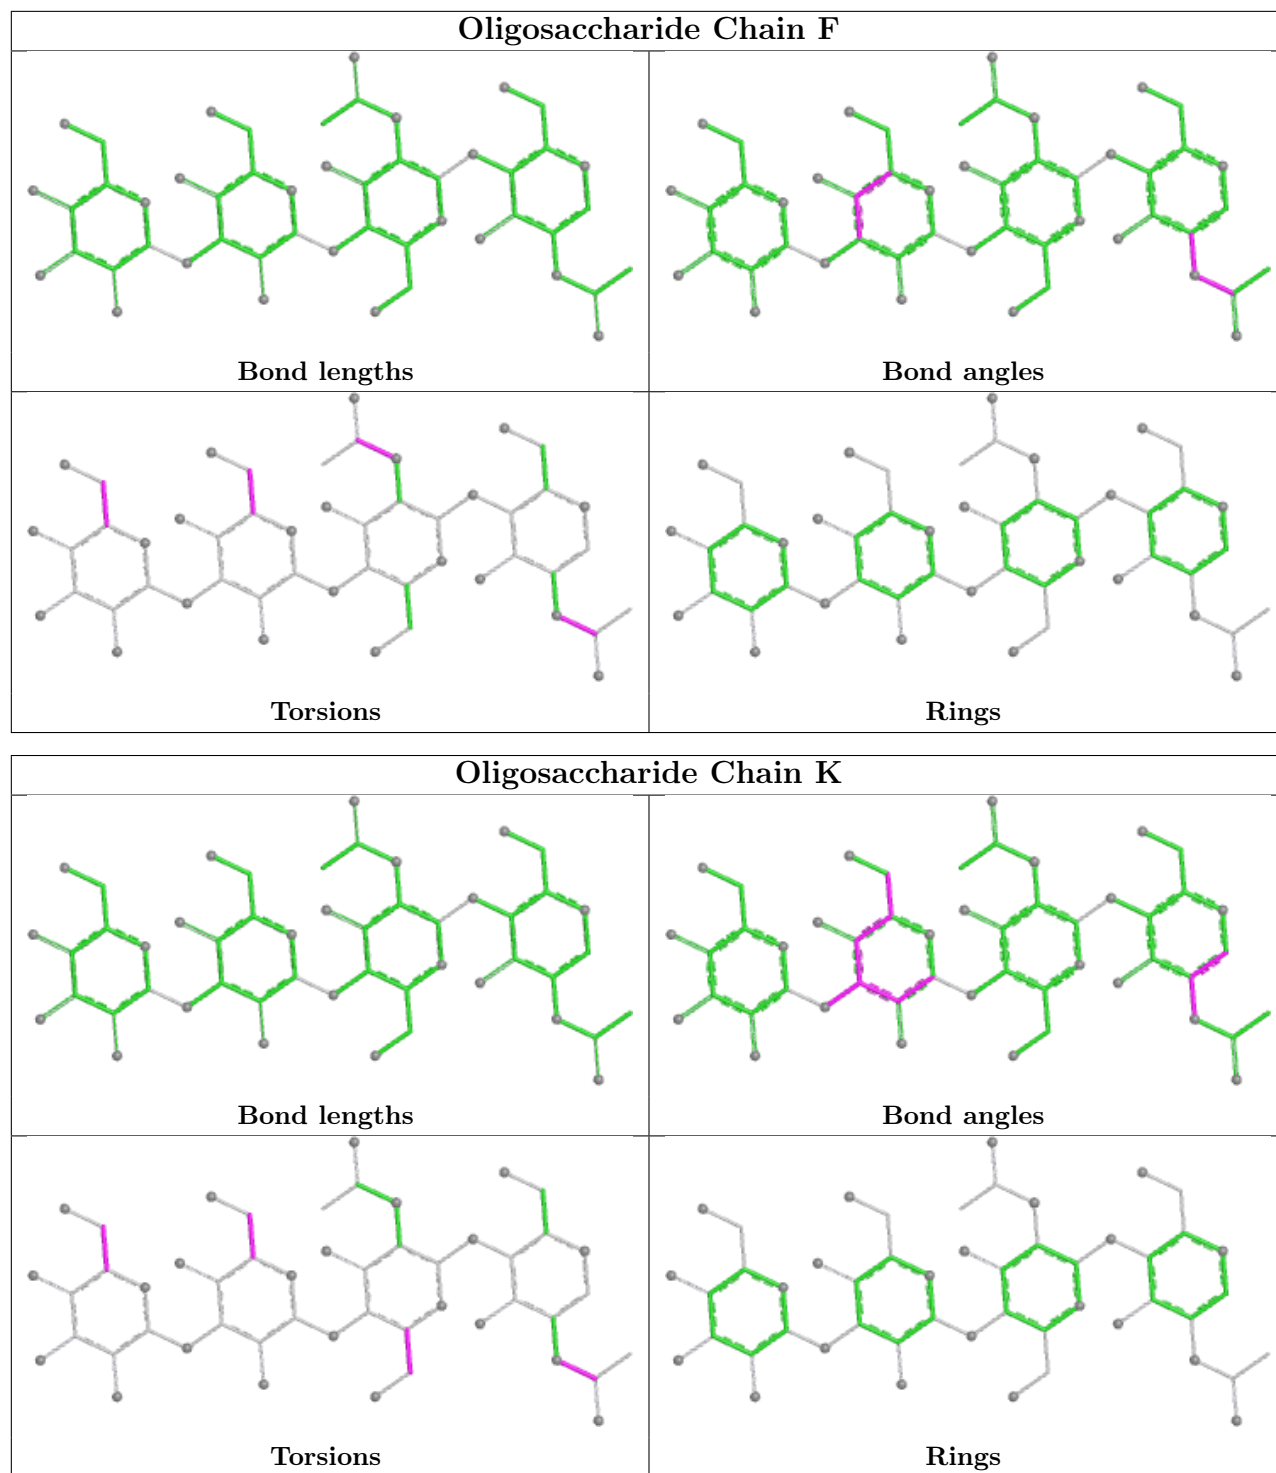 Oligosaccharide Chain F
Bond lengths
Bond angles
Torsions
Rings
Oligosaccharide Chain K
Bond lengths
Bond angles
Torsions
Rings